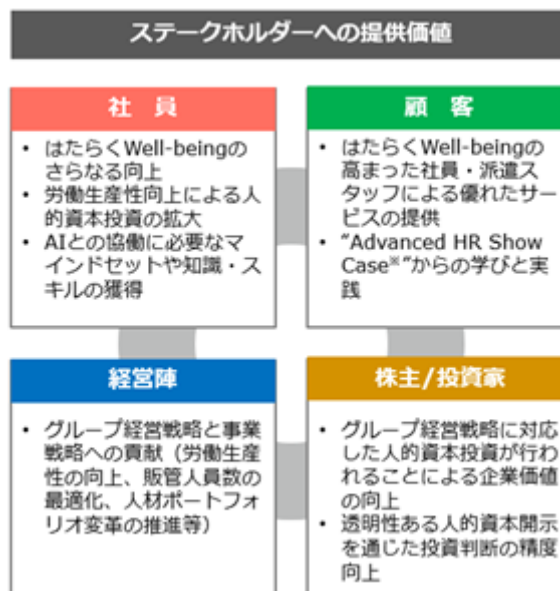 ステークホルダーへの提供価値
社 員
• はたらくWell-beingの
さらなる向上
• 労働生産性向上による人
的資本投資の拡大
• AIとの協働に必要なマ
インドセットや知識・ス
キルの獲得
顧 客
• はたらくWell-beingの
高まった社員・派遣ス
タッフによる優れたサー
ビスの提供
• “Advanced HR Show
Case※”からの学びと実
践
経営陣
• グループ経営戦略と事業
戦略への貢献（労働生産
性の向上、販管人員数の
最適化、人材ポートフォ
リオ変革の推進等）
株主/投資家
• グループ経営戦略に対応
した人的資本投資が行わ
れることによる企業価値
の向上
• 透明性ある人的資本開示
を通じた投資判断の精度
向上